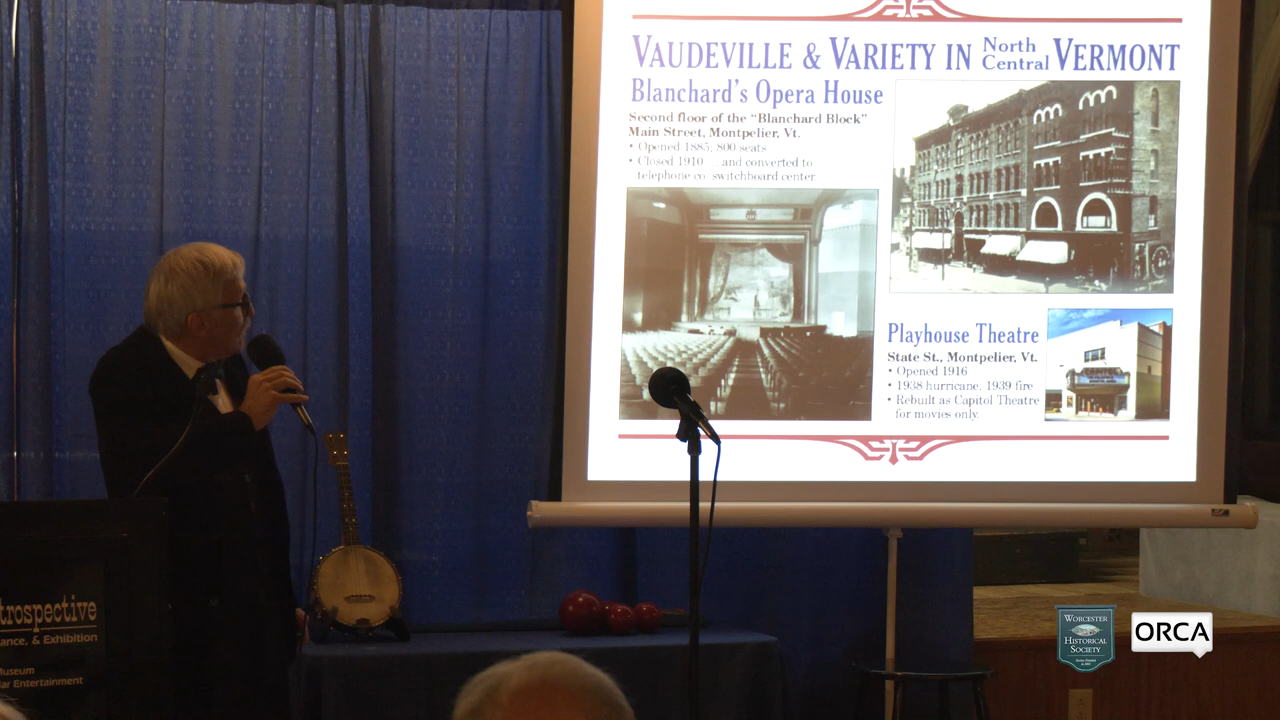 VAUDEVILLE & VARIETY IN North Central VERMONT
Blanchard's Opera House
Second floor of the "Blanchard Block"
Main Street, Montpelier, Vt.
• Opened 1885; 800 seats
• Closed 1910 ... and converted to
telephone co. switchboard center.
Playhouse Theatre
State St., Montpelier, Vt.
• Opened 1916
• 1938 hurricane, 1939 fire
• Rebuilt as Capitol Theatre
for movies only.
CAPITOL
trospective
ance, & Exhibition
Museum
lar Entertainment
WORCESTER
HISTORICAL
SOCIETY
ORCA